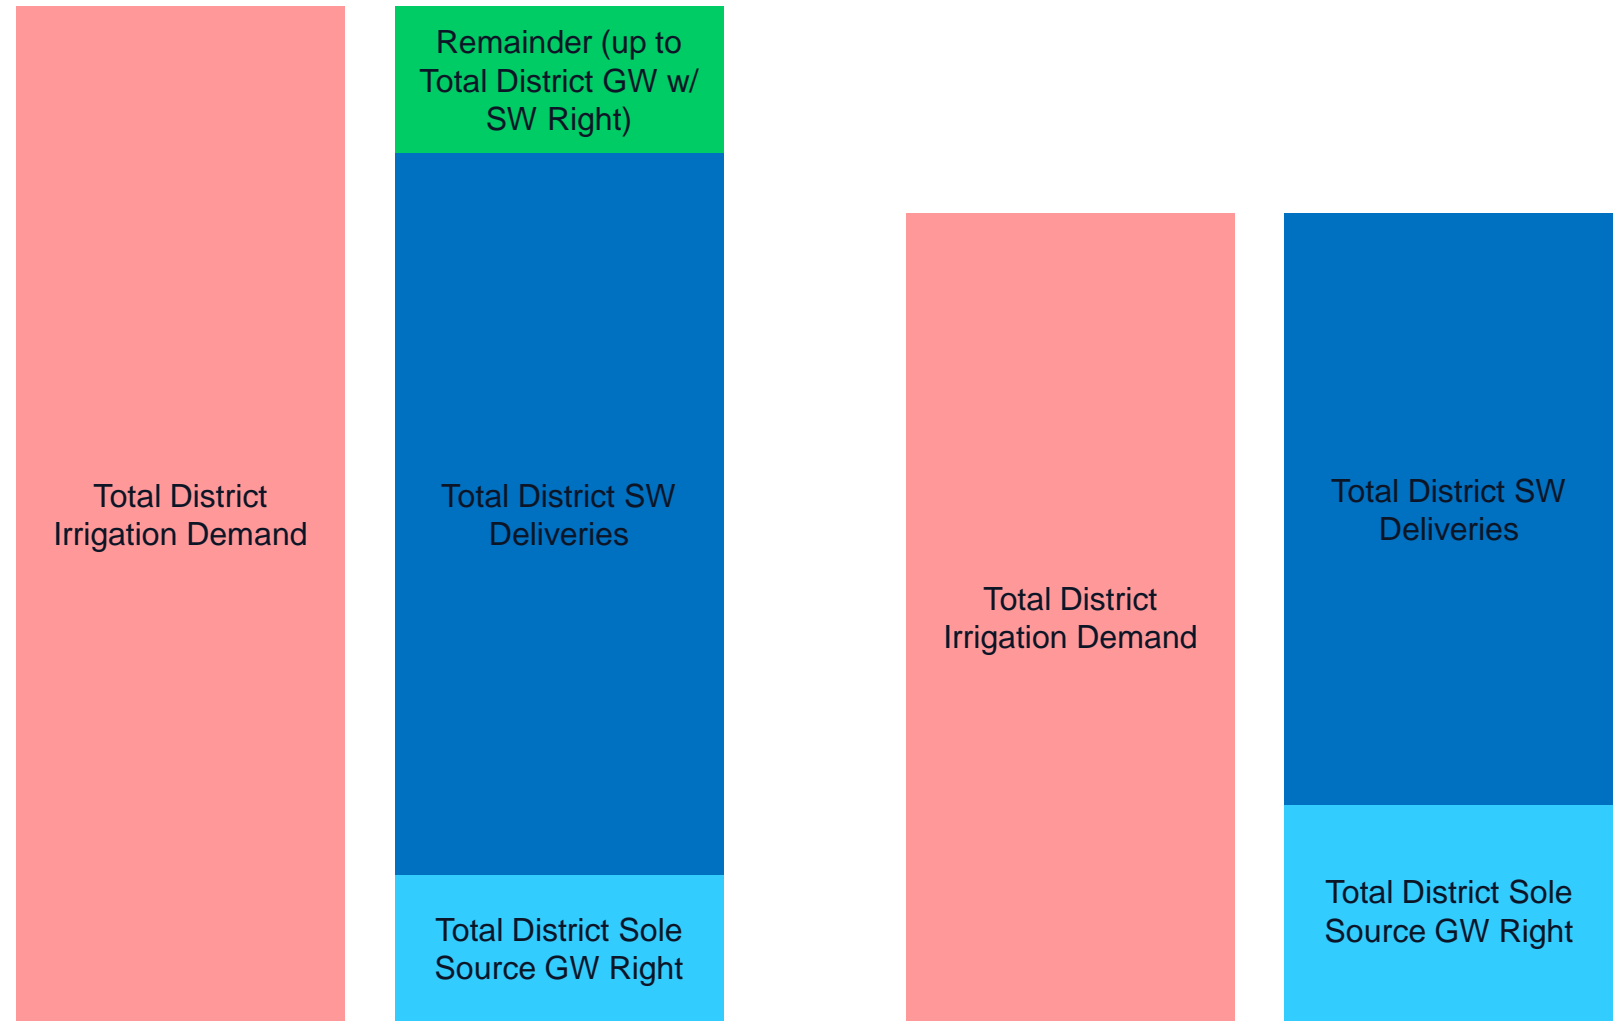 Remainder (up to
Total District GW w/
SW Right)
Total District
Irrigation Demand
Total District SW
Deliveries
Total District Sole
Source GW Right
Total District SW
Deliveries
Total District
Irrigation Demand
Total District Sole
Source GW Right